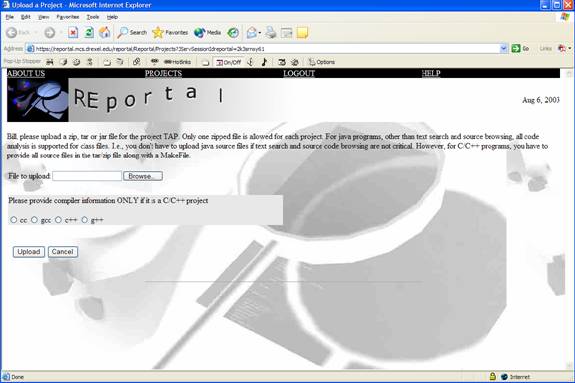 Upload a Project - Microsoft Internet Explorer
File Edit View Favorites Tools Help
Back Search Favorites Media
Address https://reportal.mcs.drexel.edu/reportal/Reportal/Projects? Go Links
Pop-Up Stopper HotLinks On/Off Options
ABOUT US PROJECTS LOGOUT HELP
REportal
Aug 6, 2003
Bill, please upload a zip, tar or jar file for the project TAP. Only one zipped file is allowed for each project. For java programs, other than text search and source browsing, all code
analysis is supported for class files. I.e., you don't have to upload java source files if text search and source code browsing are not critical. However, for C/C++ programs, you have to
provide all source files in the tar/zip file along with a MakeFile.
File to upload: Browse...
Please provide compiler information ONLY if it is a C/C++ project
cc gcc c++ g++
Upload Cancel
Done Internet